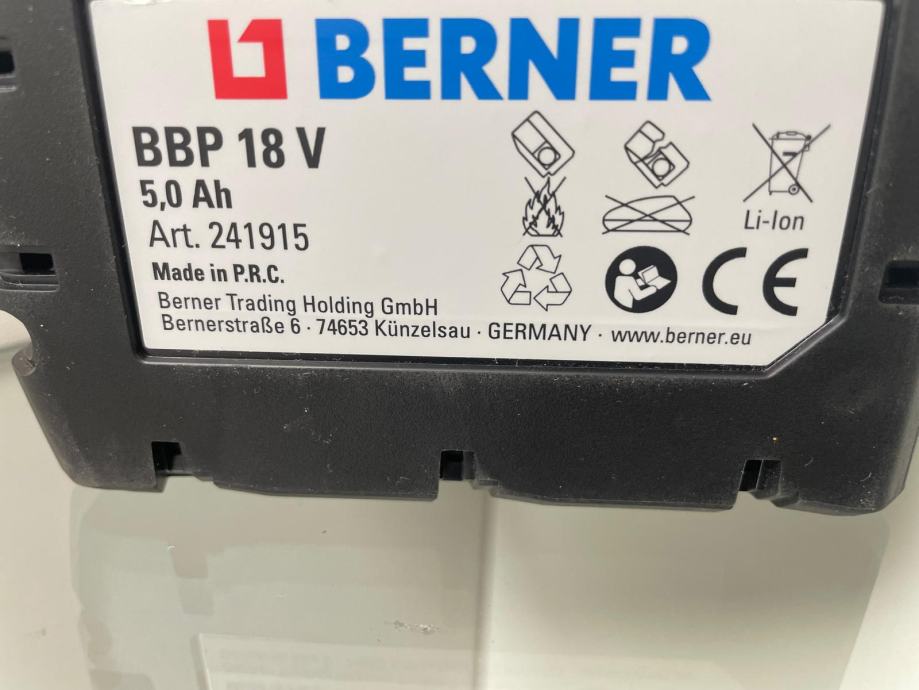 BERNER
BBP 18 V
5,0 Ah
Art. 241915
Li-Ion
Made in P.R.C.
CE
Berner Trading Holding GmbH
Bernerstraße 6 · 74653 Künzelsau · GERMANY · www.berner.eu